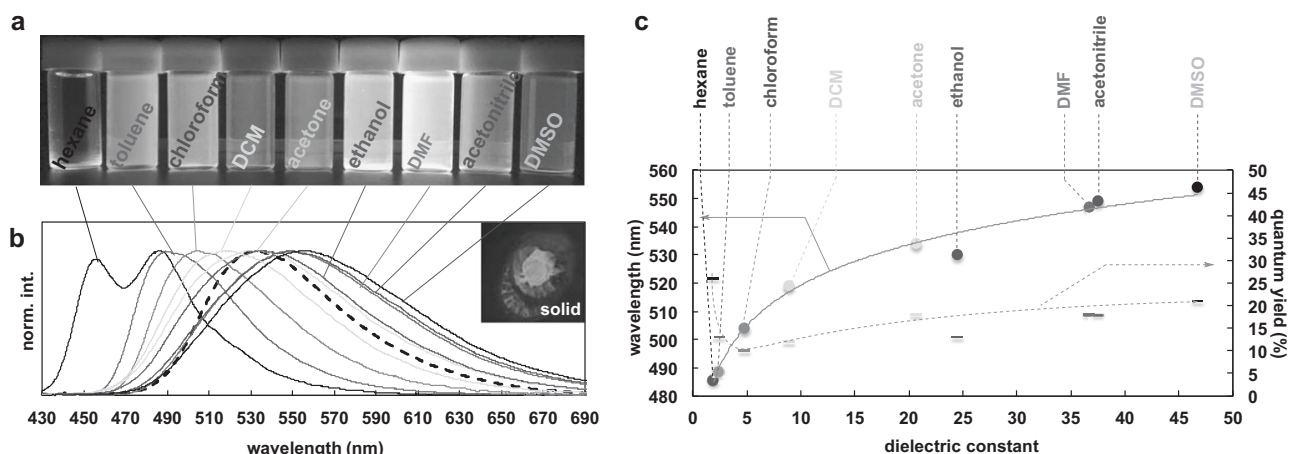 a
hexane
toluene
chloroform
DCM
acetone
ethanol
DMF
acetonitrile
DMSO
b
norm. int.
solid
430 450 470 490 510 530 550 570 590 610 630 650 670 690
wavelength (nm)
c
hexane
toluene
chloroform
DCM
acetone
ethanol
DMF
acetonitrile
DMSO
wavelength (nm)
560
550
540
530
520
510
500
490
480
50
45
40
35
30
25
20
15
10
5
0
quantum yield (%)
0 5 10 15 20 25 30 35 40 45 50
dielectric constant